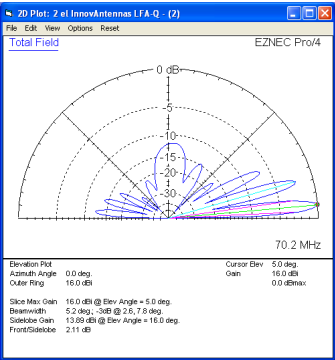 2D Plot: 2 el InnovAntennas LFA-Q - (2)
File Edit View Options Reset
Total Field
EZNEC Pro/4
0 dB
-5
-10
-15
-20
-30
70.2 MHz
Elevation Plot
Cursor Elev 5.0 deg.
Azimuth Angle 0.0 deg.
Gain 16.0 dBi
Outer Ring 16.0 dBi
0.0 dBmax
Slice Max Gain 16.0 dBi @ Elev Angle = 5.0 deg.
Beamwidth 5.2 deg.; -3dB @ 2.6, 7.8 deg.
Sidelobe Gain 13.89 dBi @ Elev Angle = 16.0 deg.
Front/Sidelobe 2.11 dB